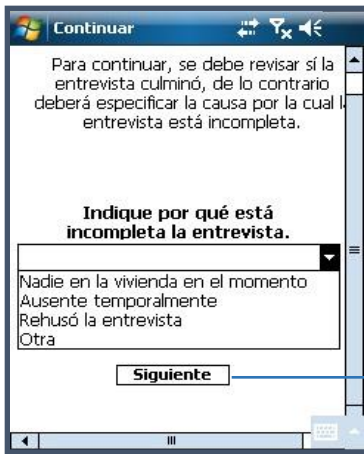 Continuar
Para continuar, se debe revisar sí la
entrevista culminó, de lo contrario
deberá especificar la causa por la cual
entrevista está incompleta.
Indique por qué está
incompleta la entrevista.
Nadie en la vivienda en el momento
Ausente temporalmente
Rehusó la entrevista
Otra
Siguiente